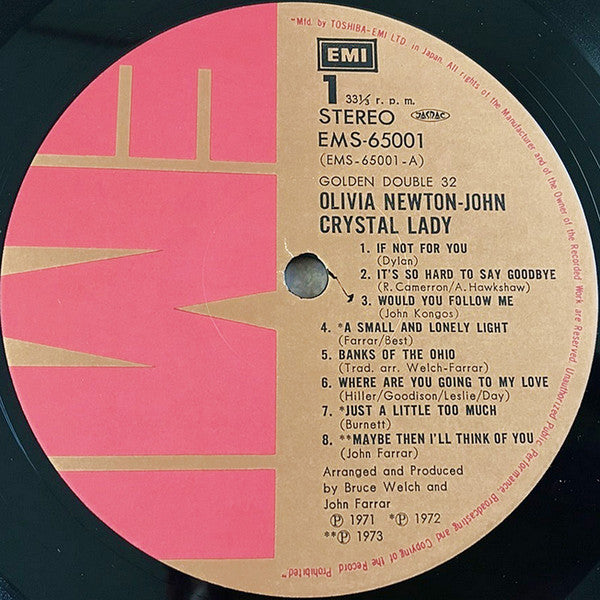 "Mfd. by TOSHIBA-EMI LTD. in Japan. All rights of the Manufacturer and of the Owner of the Recorded Work are Reserved. Unauthorized Public Performance, Broadcasting and Copying of the Record Prohibited"
EMI
1 33⅓ r. p. m.
STEREO JASRAC
EMS-65001
(EMS-65001-A)
GOLDEN DOUBLE 32
OLIVIA NEWTON-JOHN
CRYSTAL LADY
1. IF NOT FOR YOU
(Dylan)
2. IT'S SO HARD TO SAY GOODBYE
(R. Camerron/A. Hawkshaw)
3. WOULD YOU FOLLOW ME
(John Kongos)
4. *A SMALL AND LONELY LIGHT
(Farrar/Best)
5. BANKS OF THE OHIO
(Trad. arr. Welch-Farrar)
6. WHERE ARE YOU GOING TO MY LOVE
(Hiller/Goodison/Leslie/Day)
7. *JUST A LITTLE TOO MUCH
(Burnett)
8. **MAYBE THEN I'LL THINK OF YOU
(John Farrar)
Arranged and Produced
by Bruce Welch and
John Farrar
Ⓟ 1971 *Ⓟ 1972
**Ⓟ 1973